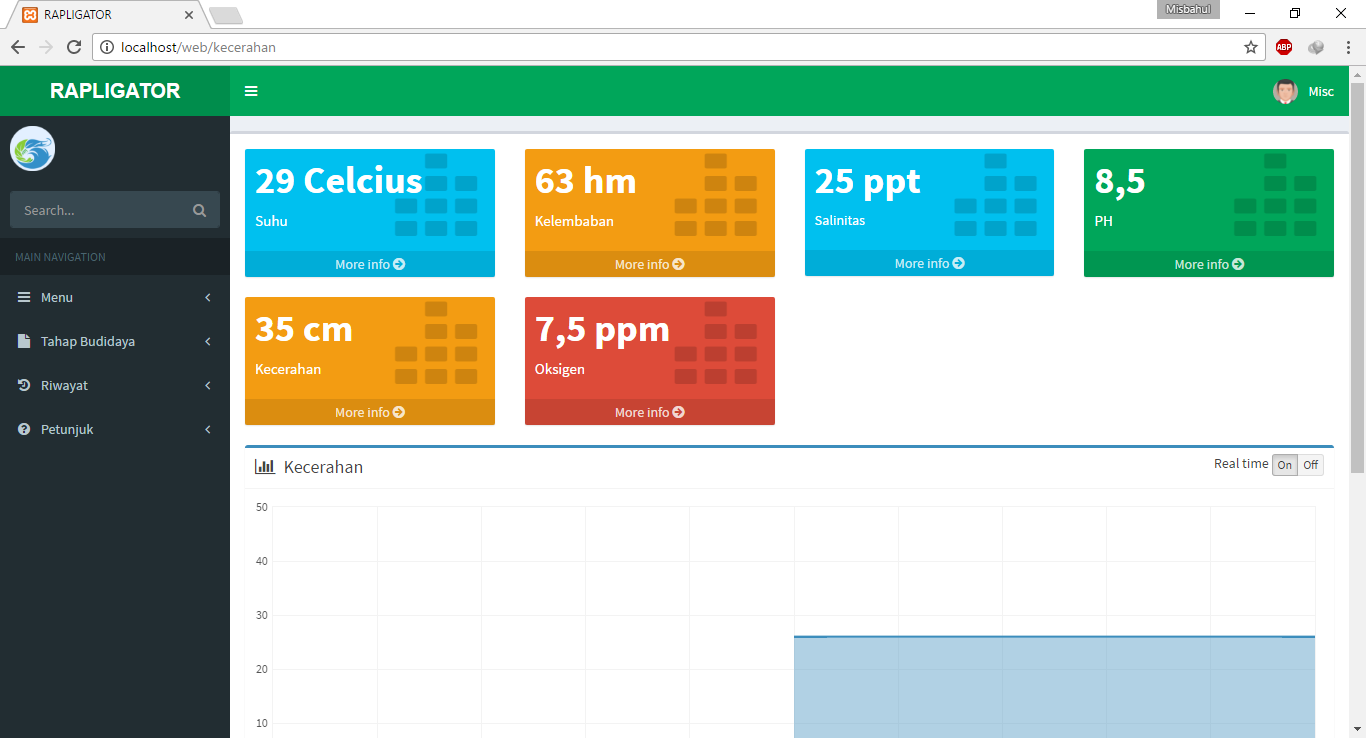 RAPLIGATOR
Misbahul
localhost/web/kecerahan
ABP
RAPLIGATOR
Misc
Search...
MAIN NAVIGATION
Menu
Tahap Budidaya
Riwayat
Petunjuk
29 Celcius
Suhu
More info
63 hm
Kelembaban
More info
25 ppt
Salinitas
More info
8,5
PH
More info
35 cm
Kecerahan
More info
7,5 ppm
Oksigen
More info
Kecerahan
Real time On Off
50
40
30
20
10